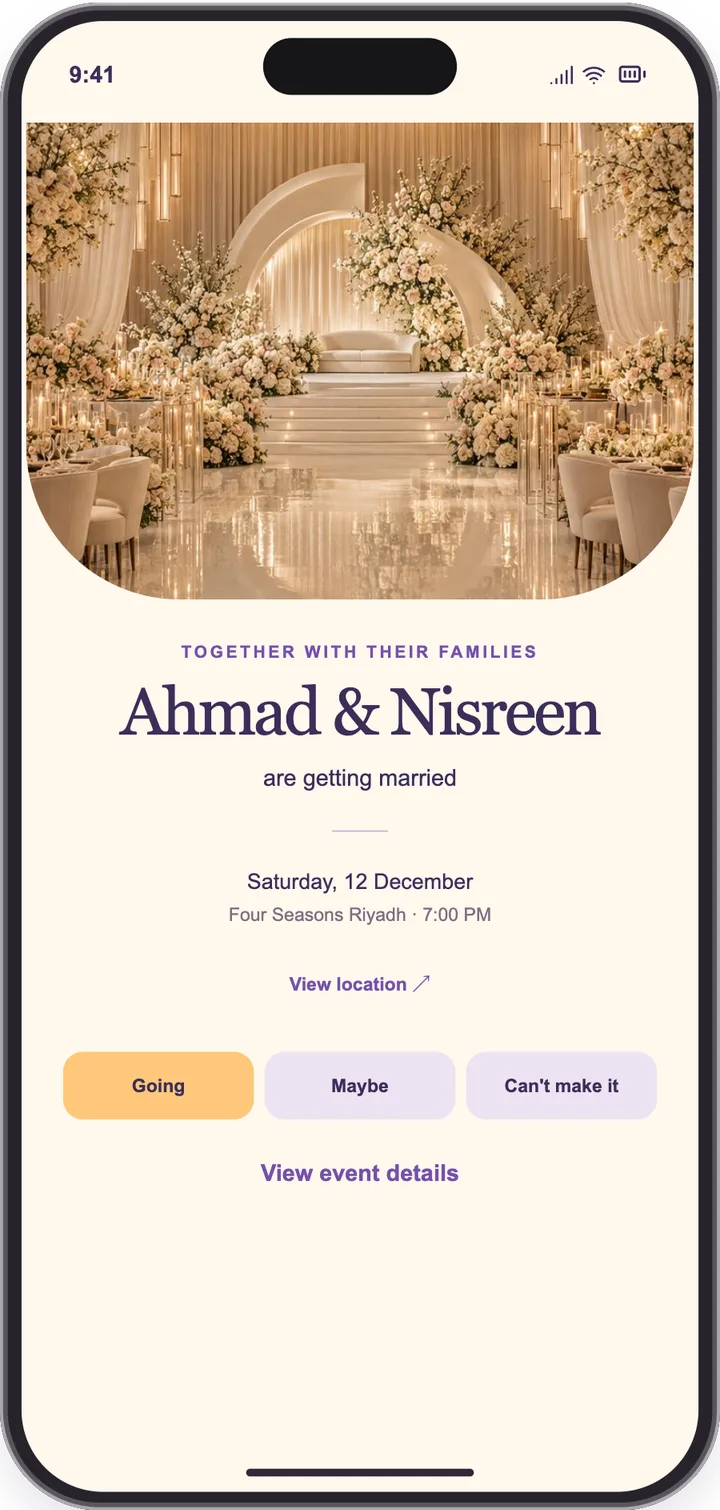 9:41
TOGETHER WITH THEIR FAMILIES
Ahmad & Nisreen
are getting married
Saturday, 12 December
Four Seasons Riyadh · 7:00 PM
View location ↗
Going
Maybe
Can't make it
View event details